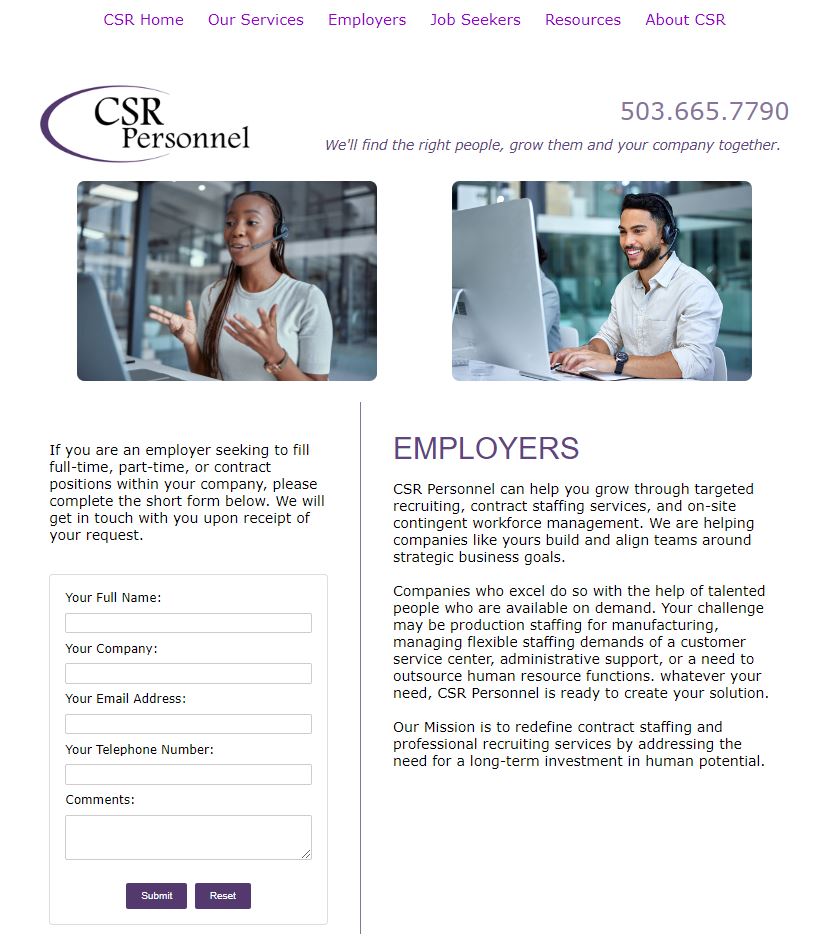 CSR Home Our Services Employers Job Seekers Resources About CSR
CSR
Personnel
503.665.7790
We'll find the right people, grow them and your company together.
If you are an employer seeking to fill
full-time, part-time, or contract
positions within your company, please
complete the short form below. We will
get in touch with you upon receipt of
your request.
Your Full Name:
Your Company:
Your Email Address:
Your Telephone Number:
Comments:
Submit Reset
EMPLOYERS
CSR Personnel can help you grow through targeted
recruiting, contract staffing services, and on-site
contingent workforce management. We are helping
companies like yours build and align teams around
strategic business goals.
Companies who excel do so with the help of talented
people who are available on demand. Your challenge
may be production staffing for manufacturing,
managing flexible staffing demands of a customer
service center, administrative support, or a need to
outsource human resource functions. whatever your
need, CSR Personnel is ready to create your solution.
Our Mission is to redefine contract staffing and
professional recruiting services by addressing the
need for a long-term investment in human potential.